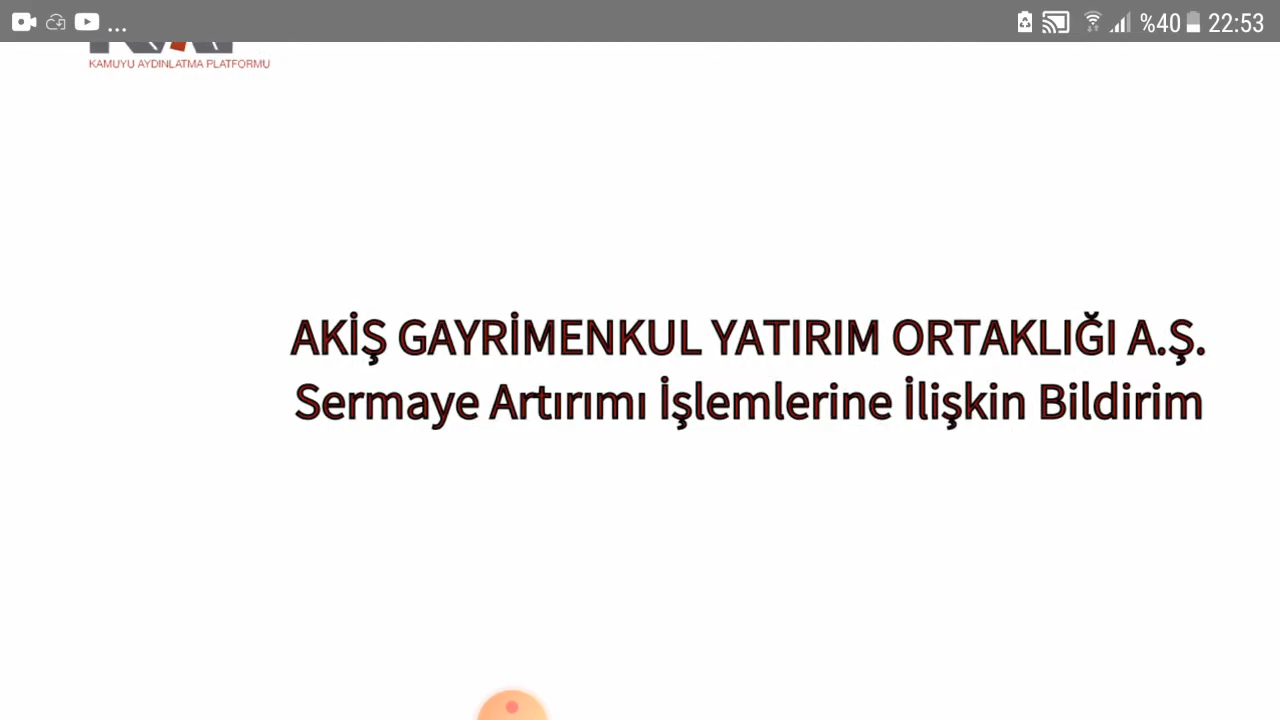 ... %40 22:53
KAMUYU AYDINLATMA PLATFORMU
AKİŞ GAYRİMENKUL YATIRIM ORTAKLIĞI A.Ş.
Sermaye Artırımı İşlemlerine İlişkin Bildirim